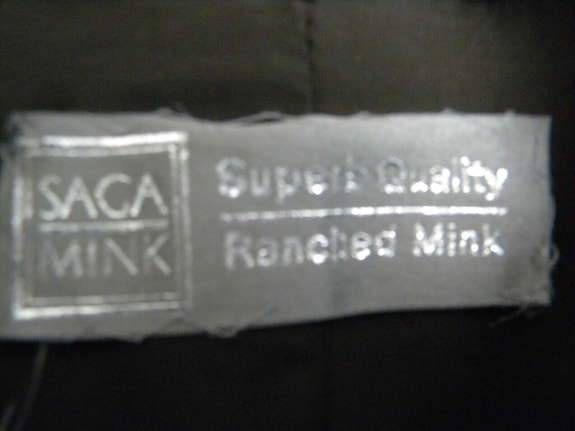 SAGA
MINK
Superb Quality
Ranched Mink